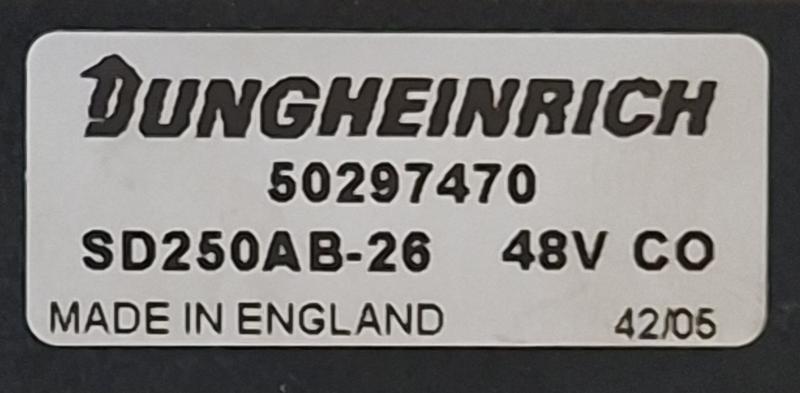 JUNGHEINRICH
50297470
SD250AB-26 48V CO
MADE IN ENGLAND 42/05